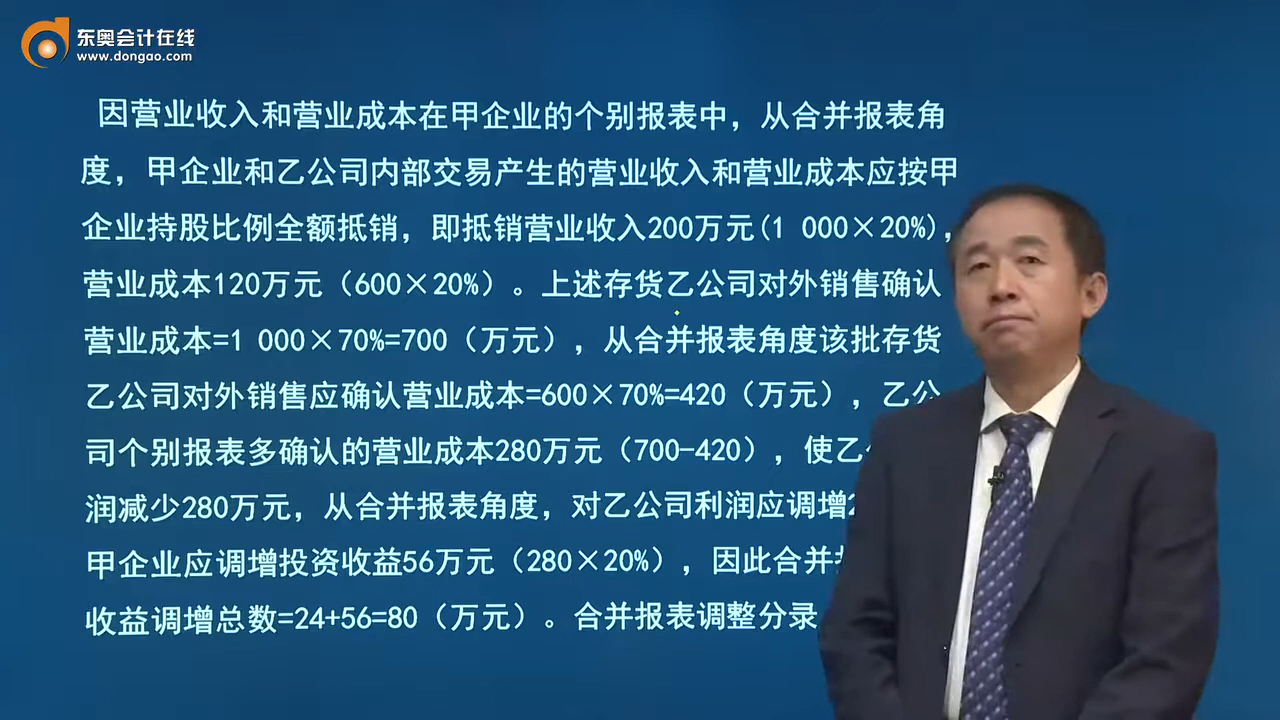 东奥会计在线
www.dongao.com
因营业收入和营业成本在甲企业的个别报表中，从合并报表角
度，甲企业和乙公司内部交易产生的营业收入和营业成本应按甲
企业持股比例全额抵销，即抵销营业收入200万元(1 000×20%)，
营业成本120万元（600×20%）。上述存货乙公司对外销售确认
营业成本=1 000×70%=700（万元），从合并报表角度该批存货
乙公司对外销售应确认营业成本=600×70%=420（万元），乙公
司个别报表多确认的营业成本280万元（700-420），使乙
润减少280万元，从合并报表角度，对乙公司利润应调增
甲企业应调增投资收益56万元（280×20%），因此合并
收益调增总数=24+56=80（万元）。合并报表调整分录